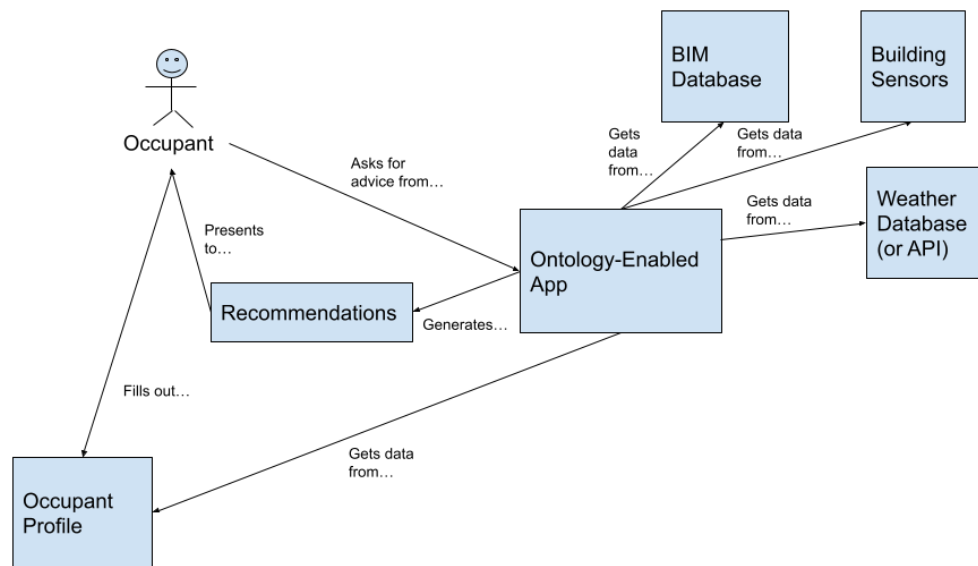 BIM
Database
Building
Sensors
Occupant
Gets
data
from…
Gets data
from…
Asks for
advice from…
Gets data
from…
Weather
Database
(or API)
Presents
to…
Ontology-Enabled
App
Recommendations
Generates…
Fills out…
Gets data
from…
Occupant
Profile